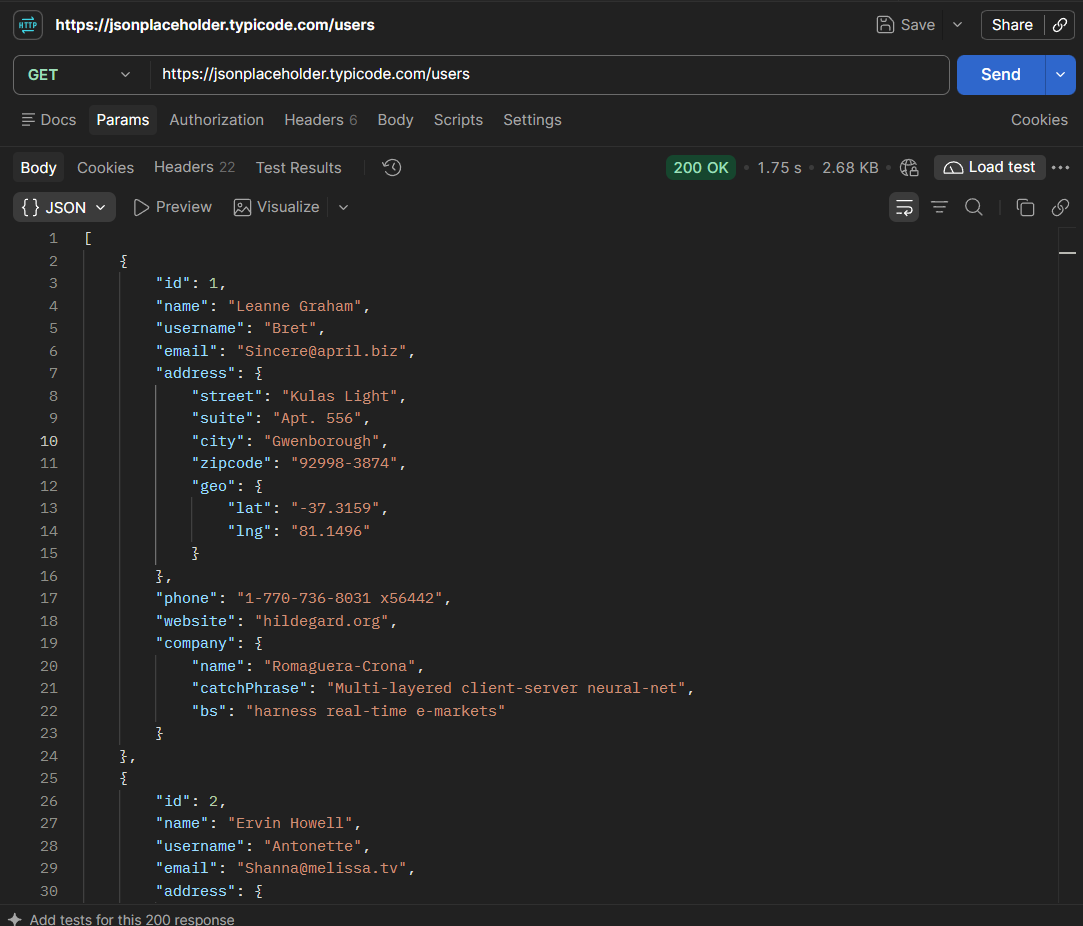 HTTP https://jsonplaceholder.typicode.com/users Save Share
GET https://jsonplaceholder.typicode.com/users Send
Docs Params Authorization Headers 6 Body Scripts Settings Cookies
Body Cookies Headers 22 Test Results 200 OK • 1.75 s • 2.68 KB • Load test
{} JSON Preview Visualize
1 [
2 {
3 "id": 1,
4 "name": "Leanne Graham",
5 "username": "Bret",
6 "email": "Sincere@april.biz",
7 "address": {
8 "street": "Kulas Light",
9 "suite": "Apt. 556",
10 "city": "Gwenborough",
11 "zipcode": "92998-3874",
12 "geo": {
13 "lat": "-37.3159",
14 "lng": "81.1496"
15 }
16 },
17 "phone": "1-770-736-8031 x56442",
18 "website": "hildegard.org",
19 "company": {
20 "name": "Romaguera-Crona",
21 "catchPhrase": "Multi-layered client-server neural-net",
22 "bs": "harness real-time e-markets"
23 }
24 },
25 {
26 "id": 2,
27 "name": "Ervin Howell",
28 "username": "Antonette",
29 "email": "Shanna@melissa.tv",
30 "address": {
Add tests for this 200 response